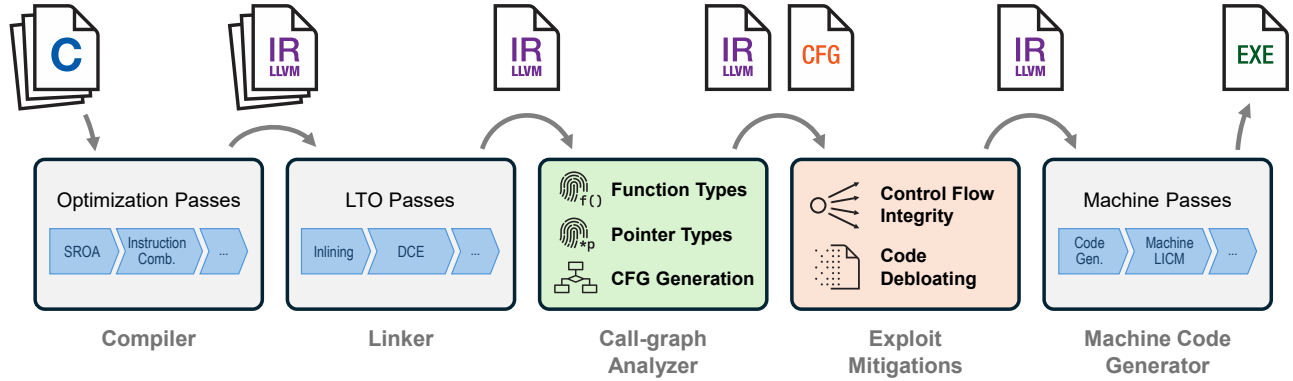 C
IR
LLVM
IR
LLVM
IR
LLVM
CFG
IR
LLVM
EXE
Optimization Passes
SROA
Instruction
Comb.
...
Compiler
LTO Passes
Inlining
DCE
...
Linker
f()
Function Types
*p
Pointer Types
CFG Generation
Call-graph
Analyzer
Control Flow
Integrity
Code
Debloating
Exploit
Mitigations
Machine Passes
Code
Gen.
Machine
LICM
...
Machine Code
Generator